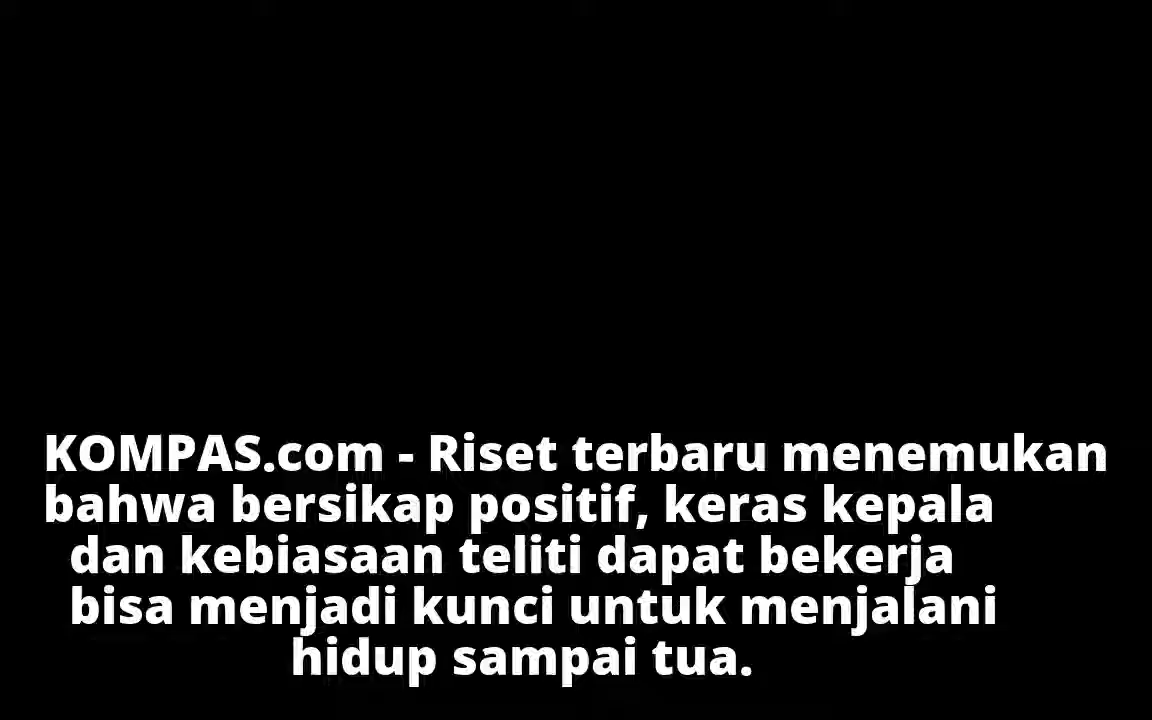 KOMPAS.com - Riset terbaru menemukan
bahwa bersikap positif, keras kepala
dan kebiasaan teliti dapat bekerja
bisa menjadi kunci untuk menjalani
hidup sampai tua.